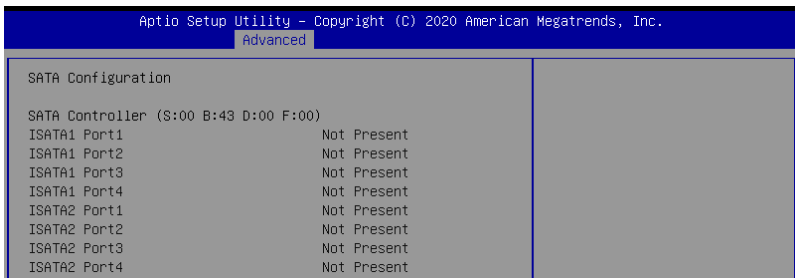 Aptio Setup Utility – Copyright (C) 2020 American Megatrends, Inc.
Advanced
SATA Configuration
SATA Controller (S:00 B:43 D:00 F:00)
ISATA1 Port1 Not Present
ISATA1 Port2 Not Present
ISATA1 Port3 Not Present
ISATA1 Port4 Not Present
ISATA2 Port1 Not Present
ISATA2 Port2 Not Present
ISATA2 Port3 Not Present
ISATA2 Port4 Not Present